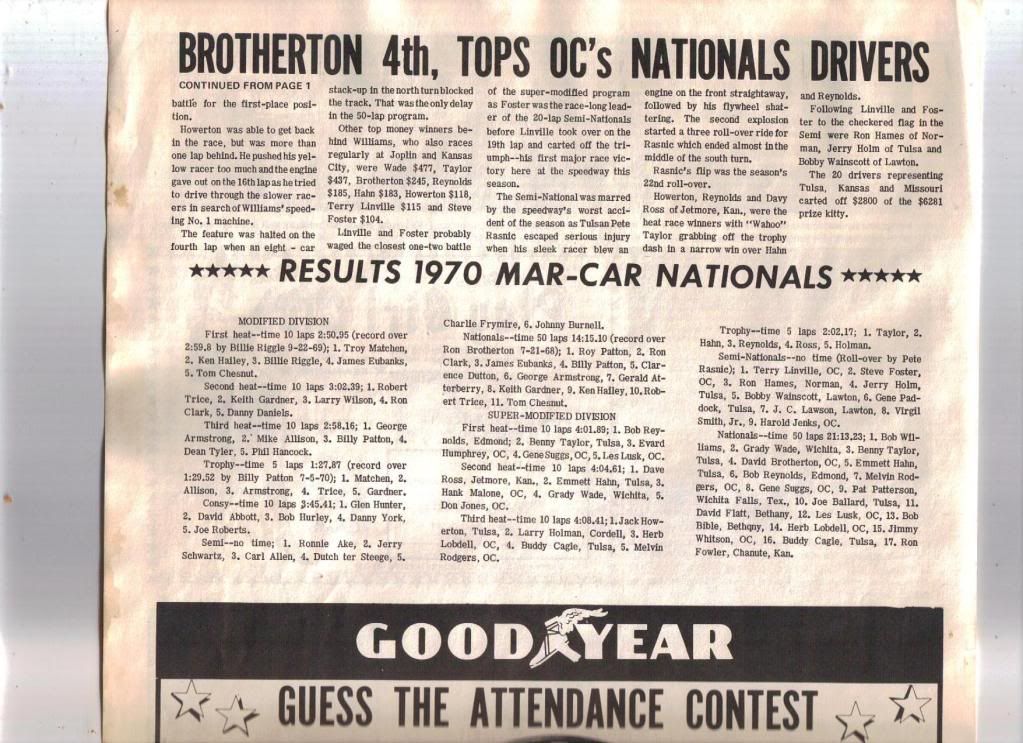 BROTHERTON 4th, TOPS OC's NATIONALS DRIVERS
CONTINUED FROM PAGE 1
battle for the first-place posi-
tion.
Howerton was able to get back
in the race, but was more than
one lap behind. He pushed his yel-
low racer too much and the engine
gave out on the 16th lap as he tried
to drive through the slower rac-
ers in search of Williams' speed-
ing No. 1 machine.
The feature was halted on the
fourth lap when an eight - car
stack-up in the north turn blocked
the track. That was the only delay
in the 50-lap program.
Other top money winners be-
hind Williams, who also races
regularly at Joplin and Kansas
City, were Wade $477, Taylor
$437, Brotherton $245, Reynolds
$185, Hahn $183, Howerton $118,
Terry Linville $115 and Steve
Foster $104.
Linville and Foster probably
waged the closest one-two battle
of the super-modified program
as Foster was the race-long lead-
er of the 20-lap Semi-Nationals
before Linville took over on the
19th lap and carted off the tri-
umph--his first major race vic-
tory here at the speedway this
season.
The Semi-National was marred
by the speedway's worst acci-
dent of the season as Tulsan Pete
Rasnic escaped serious injury
when his sleek racer blew an
engine on the front straightaway,
followed by his flywheel shat-
tering. The second explosion
started a three roll-over ride for
Rasnic which ended almost in the
middle of the south turn.
Rasnic's flip was the season's
22nd roll-over.
Howerton, Reynolds and Davy
Ross of Jetmore, Kan., were the
heat race winners with "Wahoo"
Taylor grabbing off the trophy
dash in a narrow win over Hahn
and Reynolds.
Following Linville and Fos-
ter to the checkered flag in the
Semi were Ron Hames of Nor-
man, Jerry Holm of Tulsa and
Bobby Wainscott of Lawton.
The 20 drivers representing
Tulsa, Kansas and Missouri
carted off $2800 of the $6281
prize kitty.
★★★★★ RESULTS 1970 MAR-CAR NATIONALS ★★★★★
MODIFIED DIVISION
First heat--time 10 laps 2:50.95 (record over
2:59.8 by Billie Riggle 9-22-69); 1. Troy Matchen,
2. Ken Hailey, 3. Billie Riggle, 4. James Eubanks,
5. Tom Chesnut.
Second heat--time 10 laps 3:02.39; 1. Robert
Trice, 2. Keith Gardner, 3. Larry Wilson, 4. Ron
Clark, 5. Danny Daniels.
Third heat--time 10 laps 2:58.16; 1. George
Armstrong, 2. Mike Allison, 3. Billy Patton, 4.
Dean Tyler, 5. Phil Hancock.
Trophy--time 5 laps 1:27.87 (record over
1:29.52 by Billy Patton 7-5-70); 1. Matchen, 2.
Allison, 3. Armstrong, 4. Trice, 5. Gardner.
Consy--time 10 laps 3:45.41; 1. Glen Hunter,
2. David Abbott, 3. Bob Hurley, 4. Danny York,
5. Joe Roberts.
Semi--no time; 1. Ronnie Ake, 2. Jerry
Schwartz, 3. Carl Allen, 4. Dutch ter Steege, 5.
Charlie Frymire, 6. Johnny Burnell.
Nationals--time 50 laps 14:15.10 (record over
Ron Brotherton 7-21-68); 1. Roy Patton, 2. Ron
Clark, 3. James Eubanks, 4. Billy Patton, 5. Clar-
ence Dutton, 6. George Armstrong, 7. Gerald At-
terberry, 8. Keith Gardner, 9. Ken Hailey, 10. Rob-
ert Trice, 11. Tom Chesnut.
SUPER-MODIFIED DIVISION
First heat--time 10 laps 4:01.89; 1. Bob Rey-
nolds, Edmond; 2. Benny Taylor, Tulsa, 3. Evard
Humphrey, OC, 4. Gene Suggs, OC, 5. Les Lusk, OC.
Second heat--time 10 laps 4:04.61; 1. Dave
Ross, Jetmore, Kan., 2. Emmett Hahn, Tulsa, 3.
Hank Malone, OC, 4. Grady Wade, Wichita, 5.
Don Jones, OC.
Third heat--time 10 laps 4:08.41; 1. Jack How-
erton, Tulsa, 2. Larry Holman, Cordell, 3. Herb
Lobdell, OC, 4. Buddy Cagle, Tulsa, 5. Melvin
Rodgers, OC.
Trophy--time 5 laps 2:02.17; 1. Taylor, 2.
Hahn, 3. Reynolds, 4. Ross, 5. Holman.
Semi-Nationals--no time (Roll-over by Pete
Rasnic); 1. Terry Linville, OC, 2. Steve Foster,
OC, 3. Ron Hames, Norman, 4. Jerry Holm,
Tulsa, 5. Bobby Wainscott, Lawton, 6. Gene Pad-
dock, Tulsa, 7. J. C. Lawson, Lawton, 8. Virgil
Smith, Jr., 9. Harold Jenks, OC.
Nationals--time 50 laps 21:13.23; 1. Bob Wil-
liams, 2. Grady Wade, Wichita, 3. Benny Taylor,
Tulsa, 4. David Brotherton, OC, 5. Emmett Hahn,
Tulsa, 6. Bob Reynolds, Edmond, 7. Melvin Rod-
gers, OC, 8. Gene Suggs, OC, 9. Pat Patterson,
Wichita Falls, Tex., 10. Joe Ballard, Tulsa, 11.
David Flatt, Bethany, 12. Les Lusk, OC, 13. Bob
Bible, Bethqny, 14. Herb Lobdell, OC, 15. Jimmy
Whitson, OC, 16. Buddy Cagle, Tulsa, 17. Ron
Fowler, Chanute, Kan.
GOOD YEAR
GUESS THE ATTENDANCE CONTEST